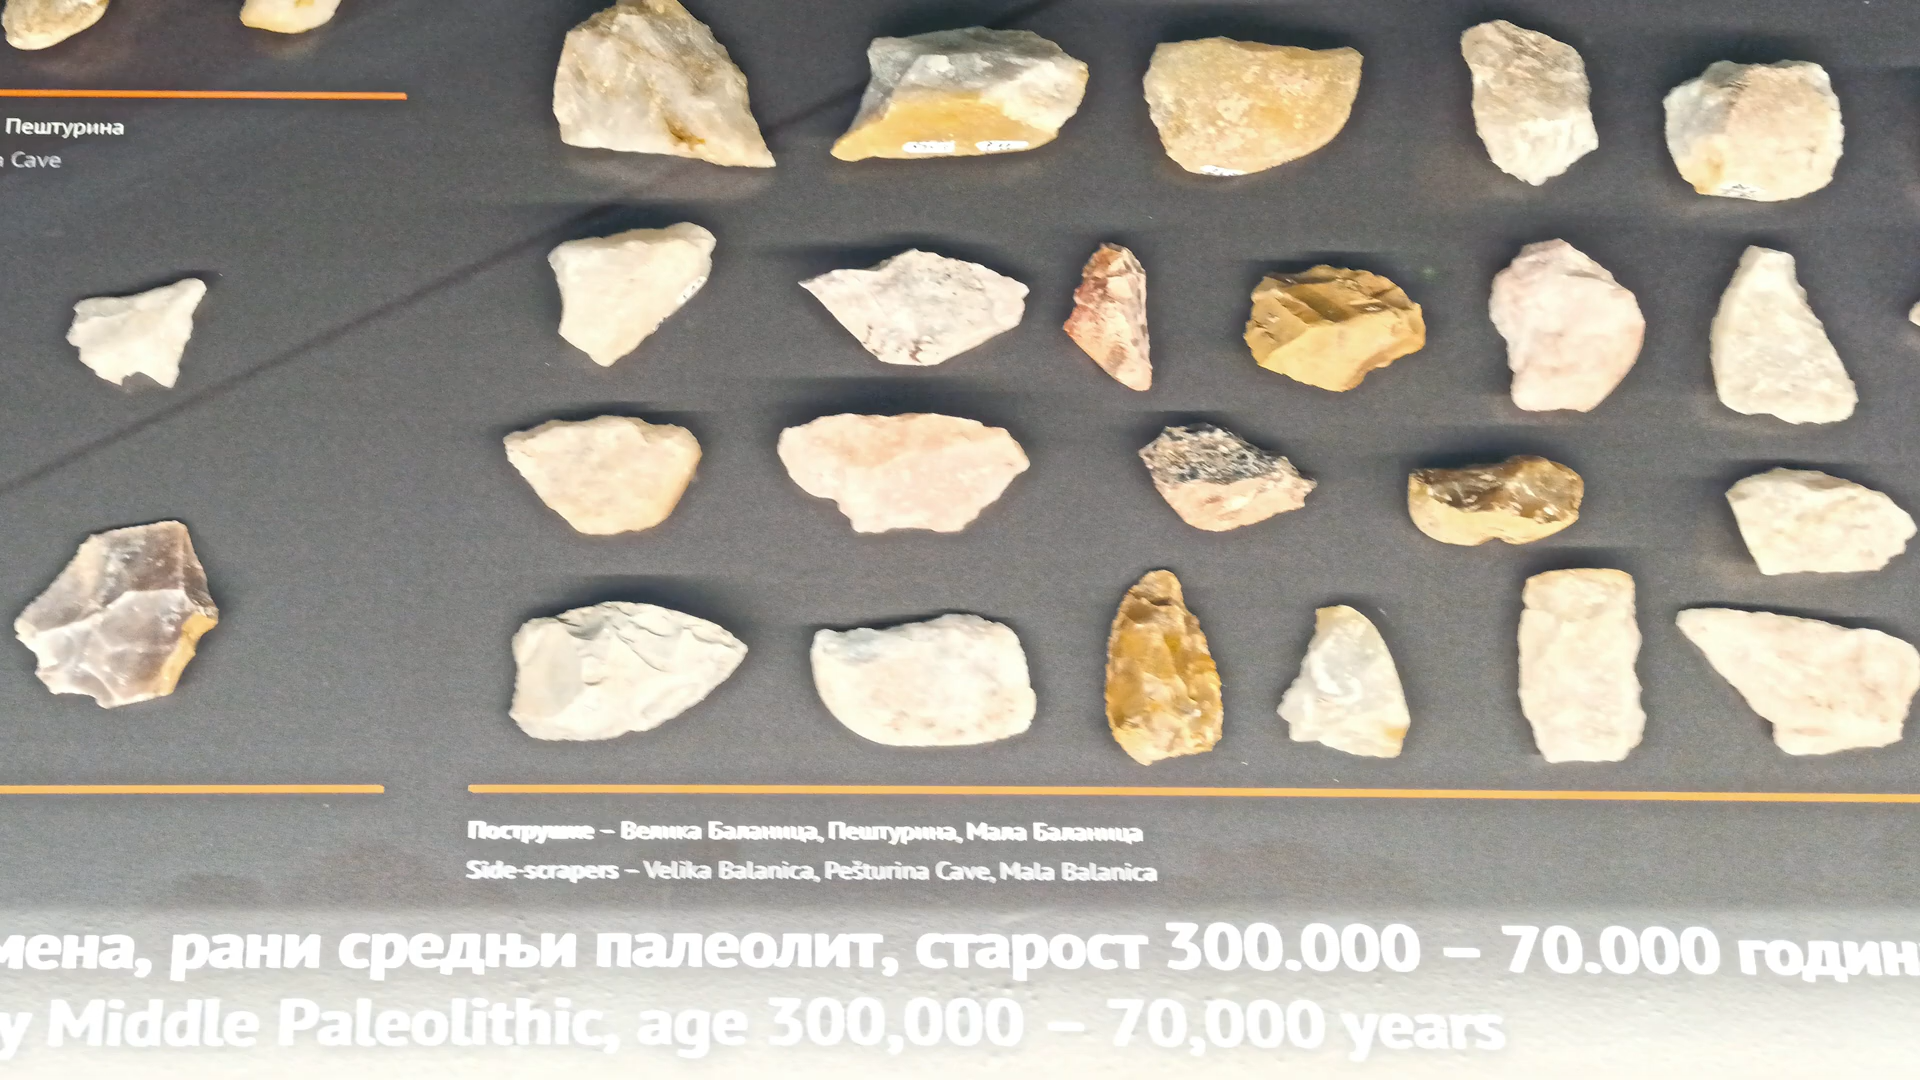 Пештурина
Cave
Пострушке – Велика Баланица, Пештурина, Мала Баланица
Side-scrapers – Velika Balanica, Pešturina Cave, Mala Balanica
мена, рани средњи палеолит, старост 300.000 – 70.000 годин
y Middle Paleolithic, age 300,000 – 70,000 years